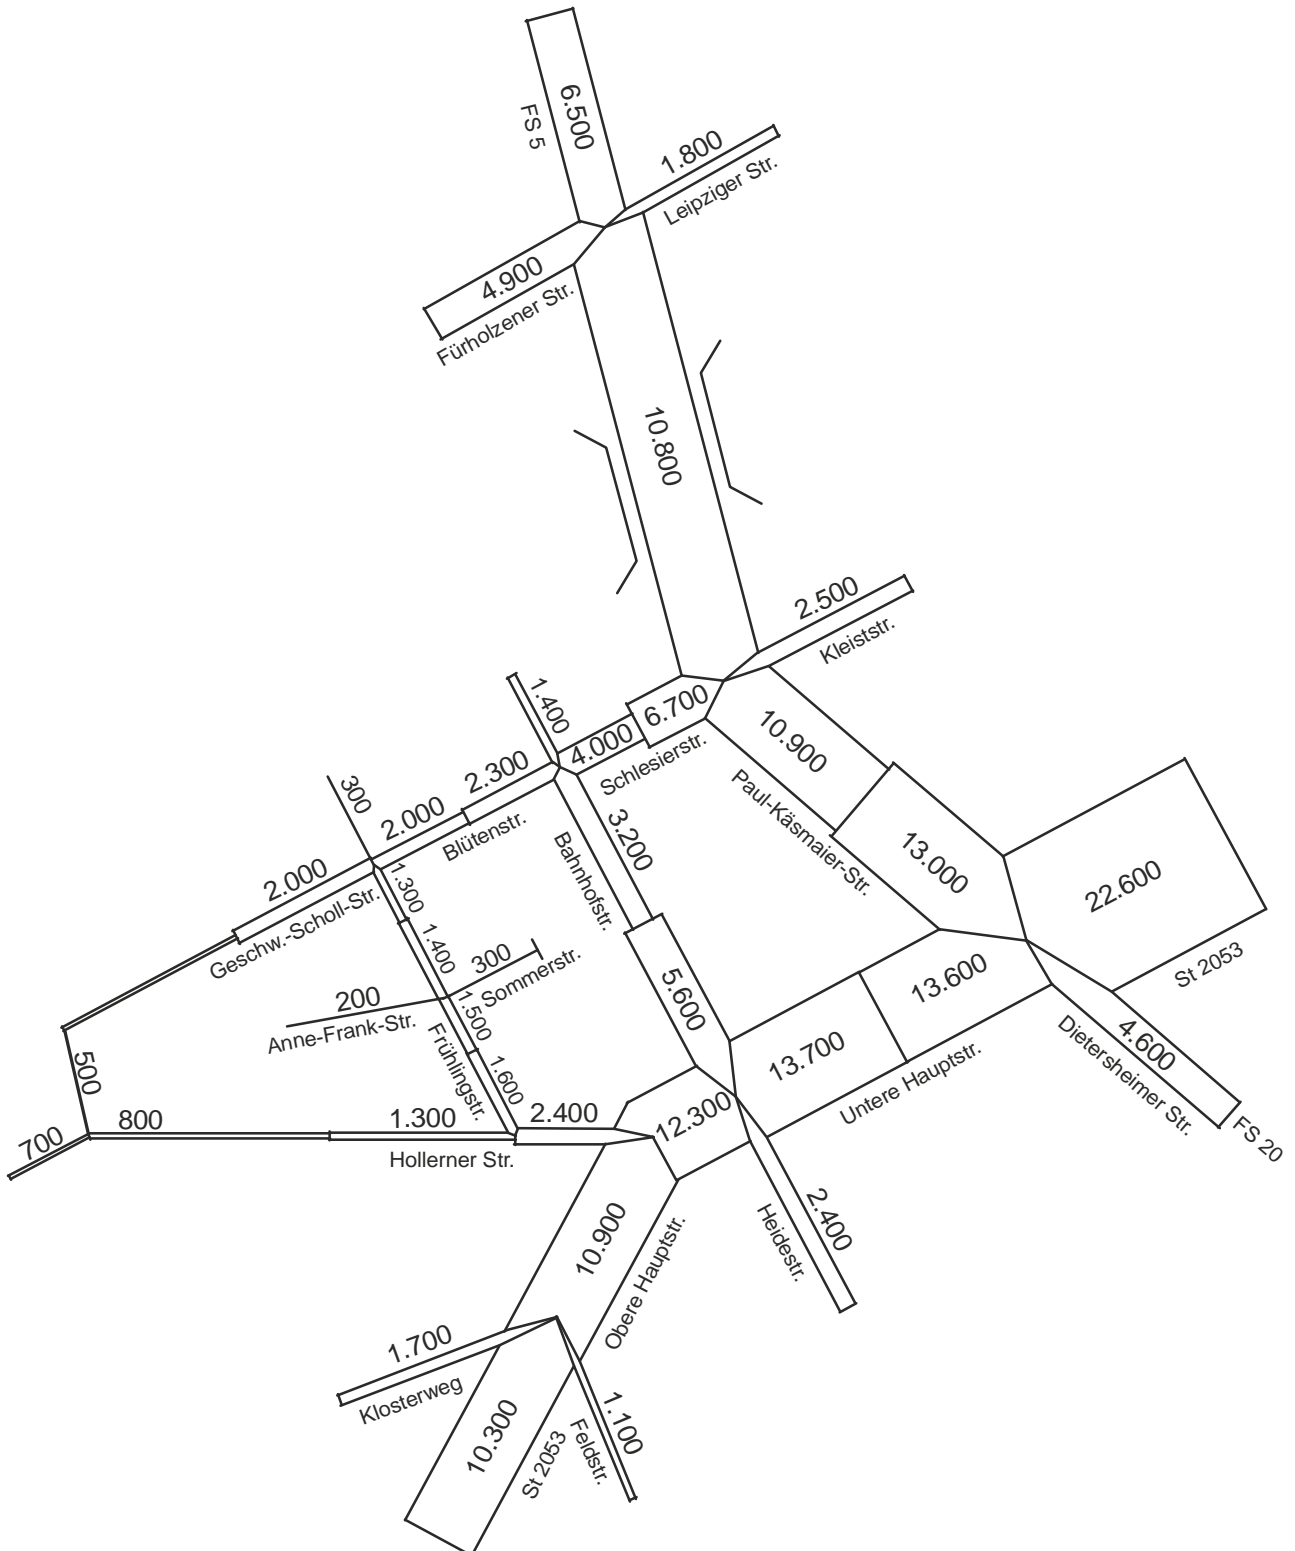 6.500
FS 5
1.800
Leipziger Str.
4.900
Fürholzener Str.
10.800
2.500
Kleiststr.
1.400
6.700
4.000
Schlesierstr.
2.300
10.900
300
2.000
Blütenstr.
Paul-Käsmaier-Str.
3.200
Bahnhofstr.
13.000
22.600
2.000
Geschw.-Scholl-Str.
1.300
1.400
300
Sommerstr.
St 2053
200
Anne-Frank-Str.
1.500
5.600
13.600
Frühlingstr.
1.600
13.700
Untere Hauptstr.
4.600
Dietersheimer Str.
FS 20
500
700
800
1.300
2.400
12.300
Hollerner Str.
10.900
Obere Hauptstr.
Heidestr.
2.400
1.700
Klosterweg
10.300
St 2053
Feldstr.
1.100